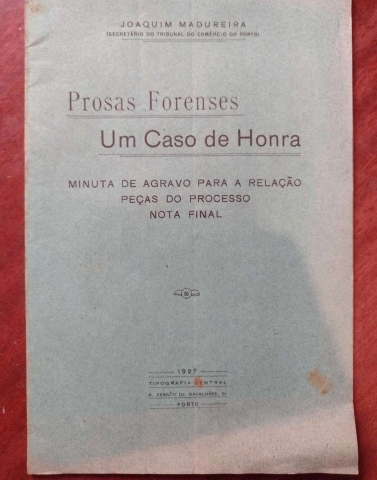 JOAQUIM MADUREIRA
(SECRETÁRIO DO TRIBUNAL DO COMÉRCIO DO PORTO)
Prosas Forenses
Um Caso de Honra
MINUTA DE AGRAVO PARA A RELAÇÃO
PEÇAS DO PROCESSO
NOTA FINAL
1927
TIPOGRAFIA CENTRAL
PORTO